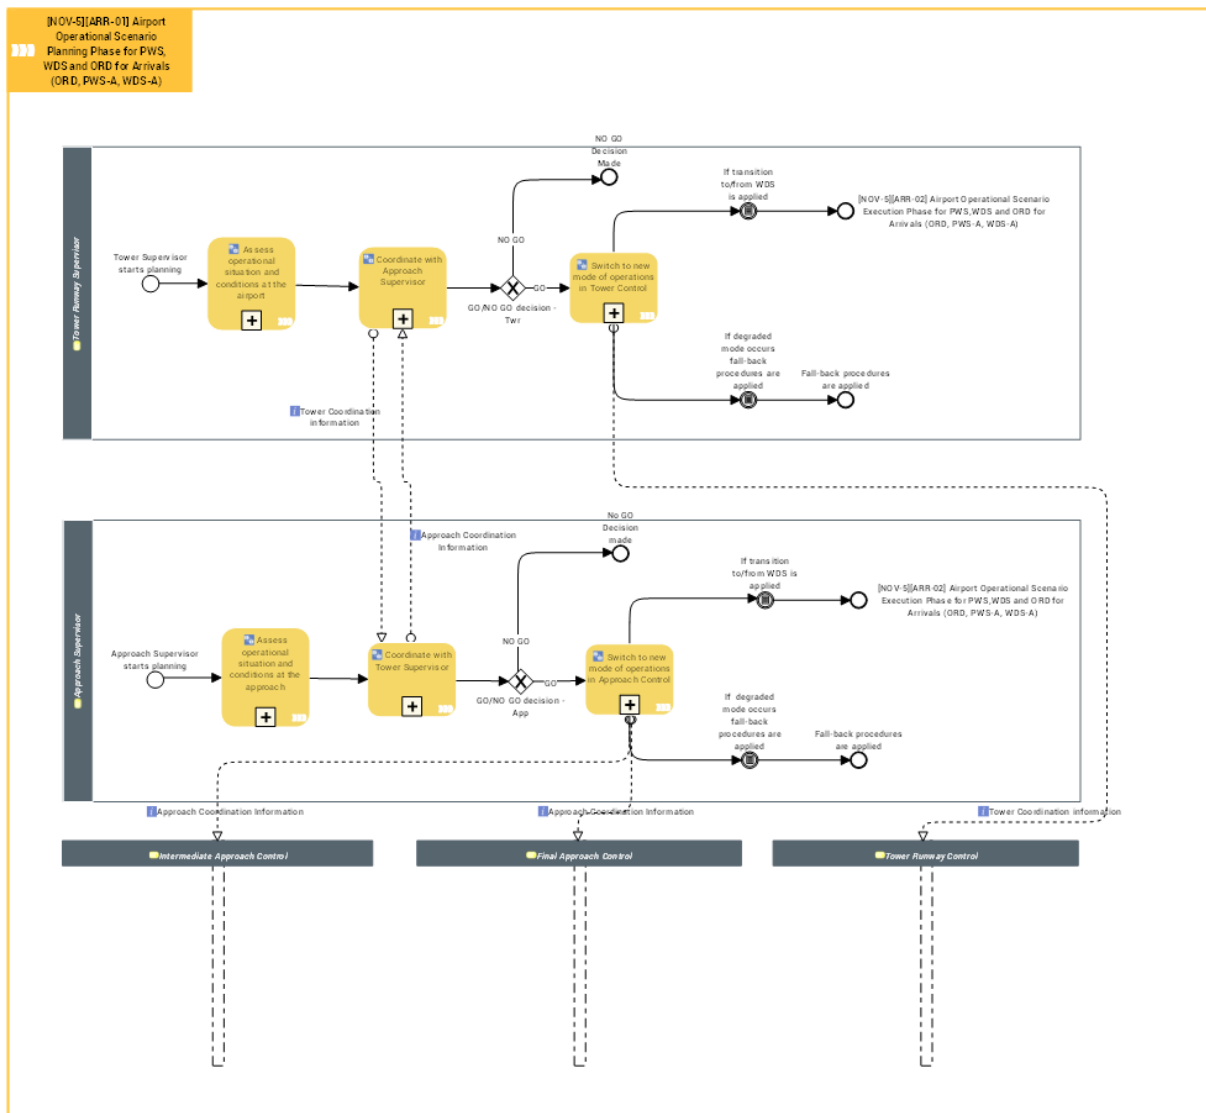 [NOV-5][ARR-01] Airport
Operational Scenario
Planning Phase for PWS,
WDS and ORD for Arrivals
(ORD, PWS-A, WDS-A)
Tower Runway Supervisor
Tower Supervisor
starts planning
Assess
operational
situation and
conditions at the
airport
Coordinate with
Approach
Supervisor
NO GO
Decision
Made
NO GO
GO
GO/NO GO decision -
Twr
Switch to new
mode of operations
in Tower Control
If transition
to/from WDS
is applied
[NOV-5][ARR-02] Airport Operational Scenario
Execution Phase for PWS,WDS and ORD for
Arrivals (ORD, PWS-A, WDS-A)
If degraded
mode occurs
fall-back
procedures are
applied
Fall-back procedures
are applied
Tower Coordination
information
Approach Coordination
Information
Approach Supervisor
Approach Supervisor
starts planning
Assess
operational
situation and
conditions at the
approach
Coordinate with
Tower Supervisor
No GO
Decision
made
NO GO
GO
GO/NO GO decision -
App
Switch to new
mode of operations
in Approach Control
If transition
to/from WDS is
applied
[NOV-5][ARR-02] Airport Operational Scenario
Execution Phase for PWS,WDS and ORD for
Arrivals (ORD, PWS-A, WDS-A)
If degraded
mode occurs
fall-back
procedures are
applied
Fall-back procedures
are applied
Approach Coordination Information
Approach Coordination Information
Tower Coordination information
Intermediate Approach Control
Final Approach Control
Tower Runway Control